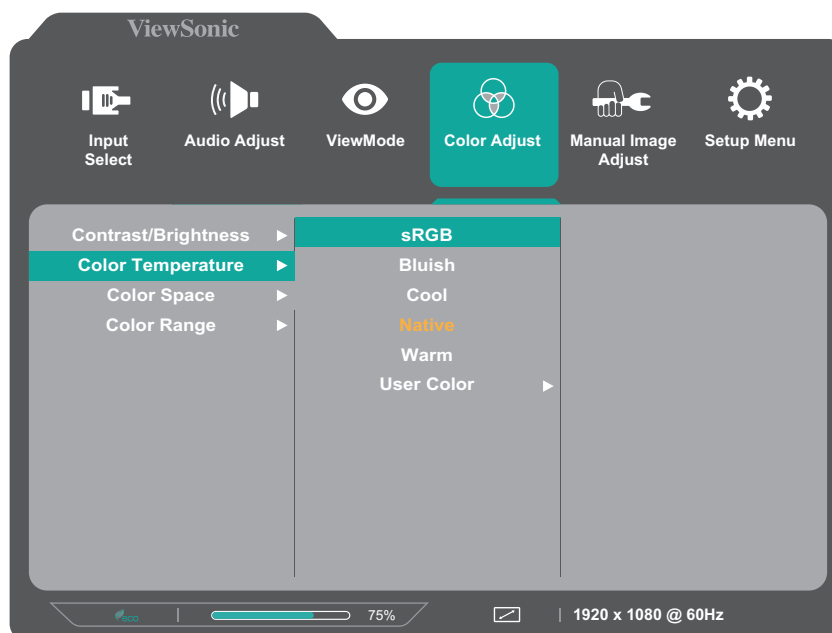 ViewSonic
Input
Select
Audio Adjust
ViewMode
Color Adjust
Manual Image
Adjust
Setup Menu
Contrast/Brightness
Color Temperature
Color Space
Color Range
sRGB
Bluish
Cool
Native
Warm
User Color
eco
75%
1920 x 1080 @ 60Hz